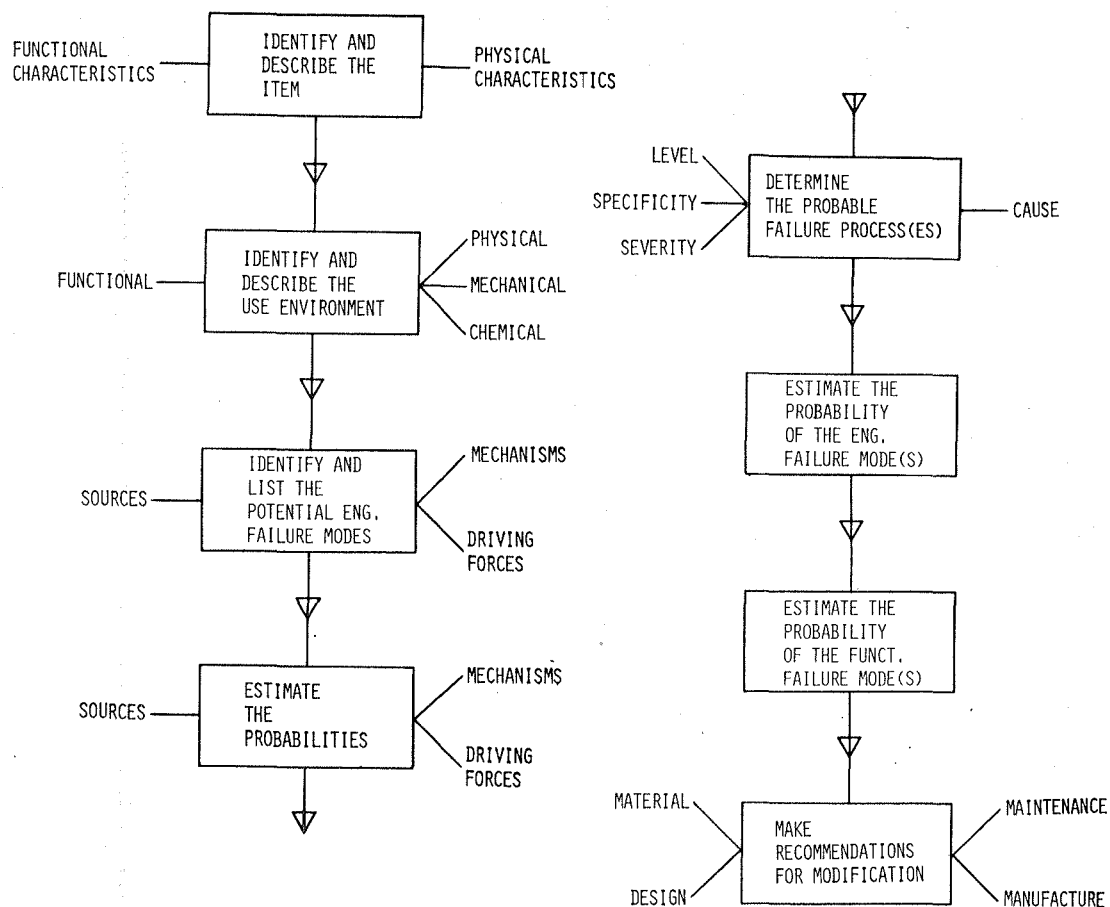 FUNCTIONAL
CHARACTERISTICS
IDENTIFY AND
DESCRIBE THE
ITEM
PHYSICAL
CHARACTERISTICS
FUNCTIONAL
IDENTIFY AND
DESCRIBE THE
USE ENVIRONMENT
PHYSICAL
MECHANICAL
CHEMICAL
SOURCES
IDENTIFY AND
LIST THE
POTENTIAL ENG.
FAILURE MODES
MECHANISMS
DRIVING
FORCES
SOURCES
ESTIMATE
THE
PROBABILITIES
MECHANISMS
DRIVING
FORCES
LEVEL
SPECIFICITY
SEVERITY
DETERMINE
THE PROBABLE
FAILURE PROCESS(ES)
CAUSE
ESTIMATE THE
PROBABILITY
OF THE ENG.
FAILURE MODE(S)
ESTIMATE THE
PROBABILITY
OF THE FUNCT.
FAILURE MODE(S)
MATERIAL
DESIGN
MAKE
RECOMMENDATIONS
FOR MODIFICATION
MAINTENANCE
MANUFACTURE